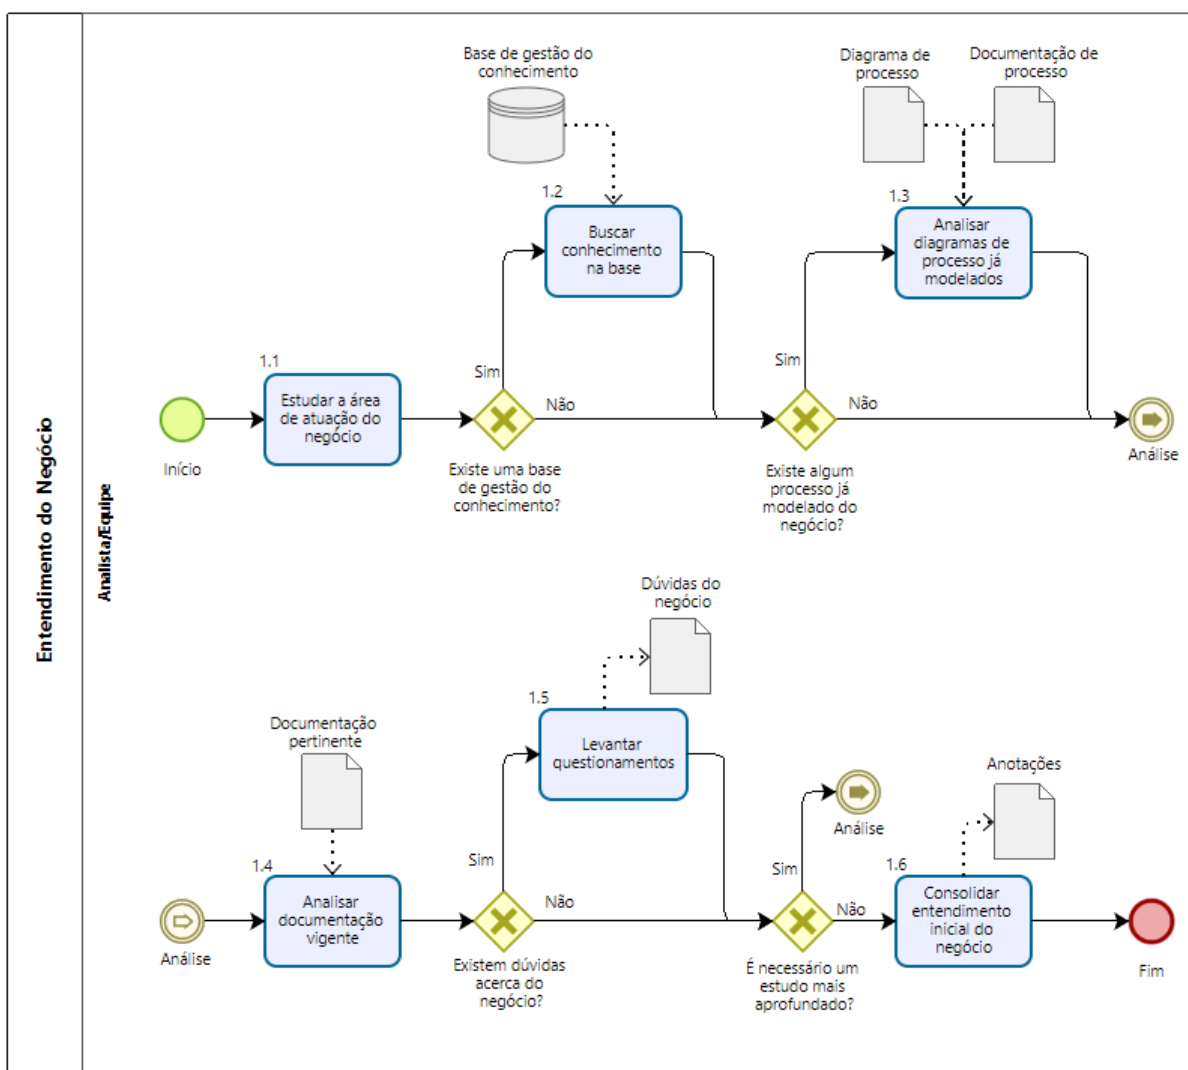 Entendimento do Negócio
Analista/Equipe
Base de gestão do
conhecimento
Diagrama de
processo
Documentação de
processo
1.2
Buscar
conhecimento
na base
1.3
Analisar
diagramas de
processo já
modelados
1.1
Estudar a área
de atuação do
negócio
Início
Sim
Não
Existe uma base
de gestão do
conhecimento?
Sim
Não
Existe algum
processo já
modelado do
negócio?
Análise
Dúvidas do
negócio
1.5
Levantar
questionamentos
Documentação
pertinente
1.4
Analisar
documentação
vigente
Análise
Sim
Não
Existem dúvidas
acerca do
negócio?
Análise
Sim
Não
É necessário um
estudo mais
aprofundado?
Anotações
1.6
Consolidar
entendimento
inicial do
negócio
Fim